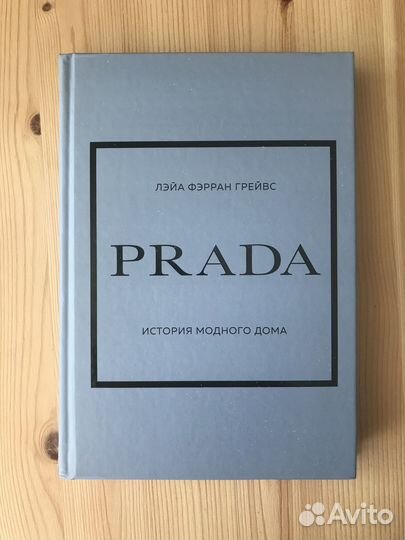 ЛЭЙА ФЭРРАН ГРЕЙВС
PRADA
ИСТОРИЯ МОДНОГО ДОМА
Avito